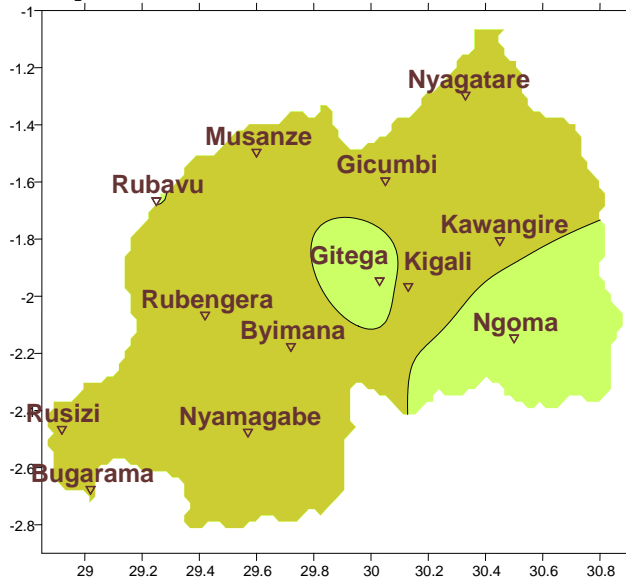 -1
-1.2
-1.4
-1.6
-1.8
-2
-2.2
-2.4
-2.6
-2.8
Nyagatare
Musanze
Gicumbi
Rubavu
Kawangire
Gitega
Kigali
Rubengera
Ngoma
Byimana
Rusizi
Nyamagabe
Bugarama
29 29.2 29.4 29.6 29.8 30 30.2 30.4 30.6 30.8